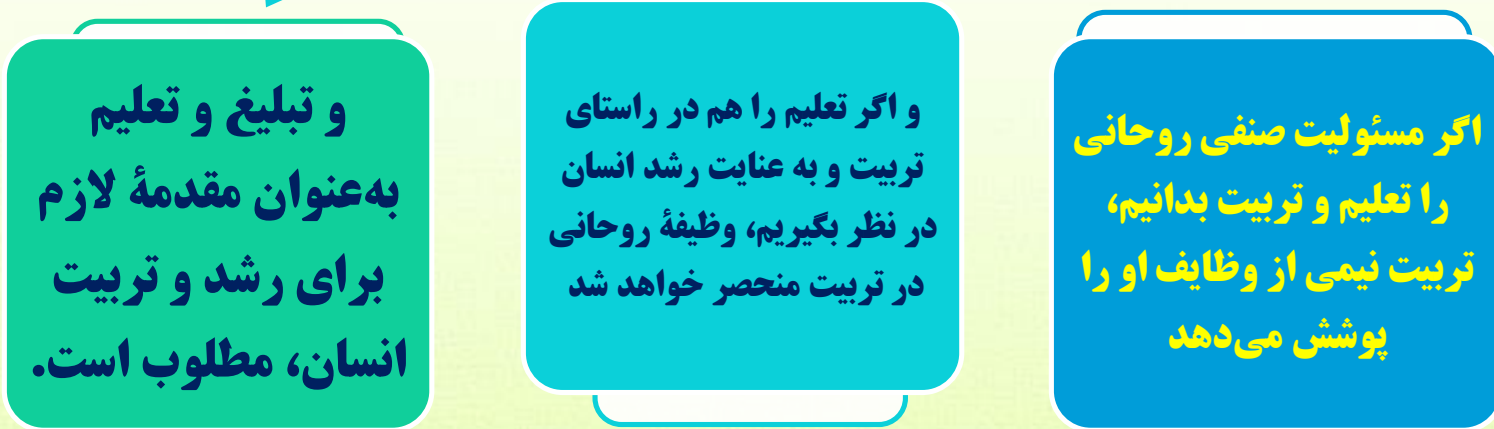 اگر مسئولیت صنفی روحانی
را تعلیم و تربیت بدانیم،
تربیت نیمی از وظایف او را
پوشش می‌دهد
و اگر تعلیم را هم در راستای
تربیت و به عنایت رشد انسان
در نظر بگیریم، وظیفۀ روحانی
در تربیت منحصر خواهد شد
و تبلیغ و تعلیم
به‌عنوان مقدمۀ لازم
برای رشد و تربیت
انسان، مطلوب است.